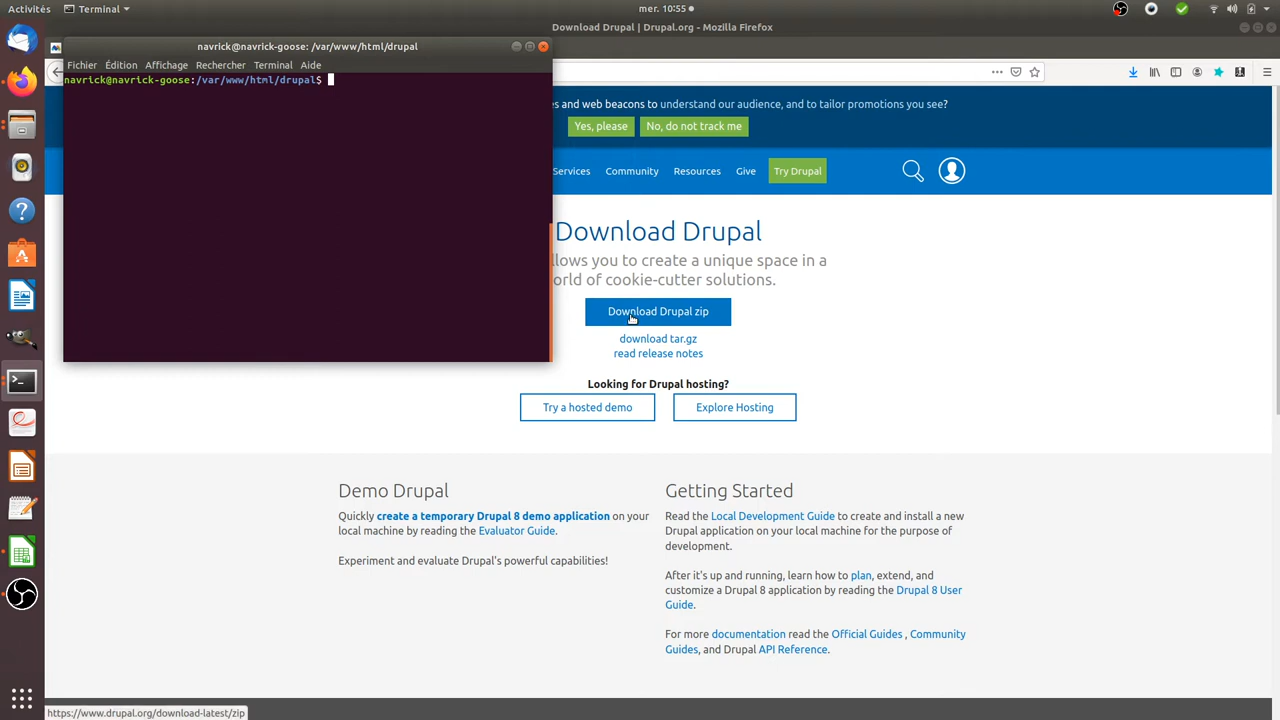 Activités
Terminal
mer. 10:55
Download Drupal | Drupal.org - Mozilla Firefox
navrick@navrick-goose: /var/www/html/drupal
Fichier Édition Affichage Rechercher Terminal Aide
navrick@navrick-goose:/var/www/html/drupal$
es and web beacons to understand our audience, and to tailor promotions you see?
Yes, please
No, do not track me
Services
Community
Resources
Give
Try Drupal
Download Drupal
llows you to create a unique space in a
orld of cookie-cutter solutions.
Download Drupal zip
download tar.gz
read release notes
Looking for Drupal hosting?
Try a hosted demo
Explore Hosting
Demo Drupal
Quickly create a temporary Drupal 8 demo application on your
local machine by reading the Evaluator Guide.
Experiment and evaluate Drupal's powerful capabilities!
Getting Started
Read the Local Development Guide to create and install a new
Drupal application on your local machine for the purpose of
development.
After it's up and running, learn how to plan, extend, and
customize a Drupal 8 application by reading the Drupal 8 User
Guide.
For more documentation read the Official Guides , Community
Guides, and Drupal API Reference.
https://www.drupal.org/download-latest/zip